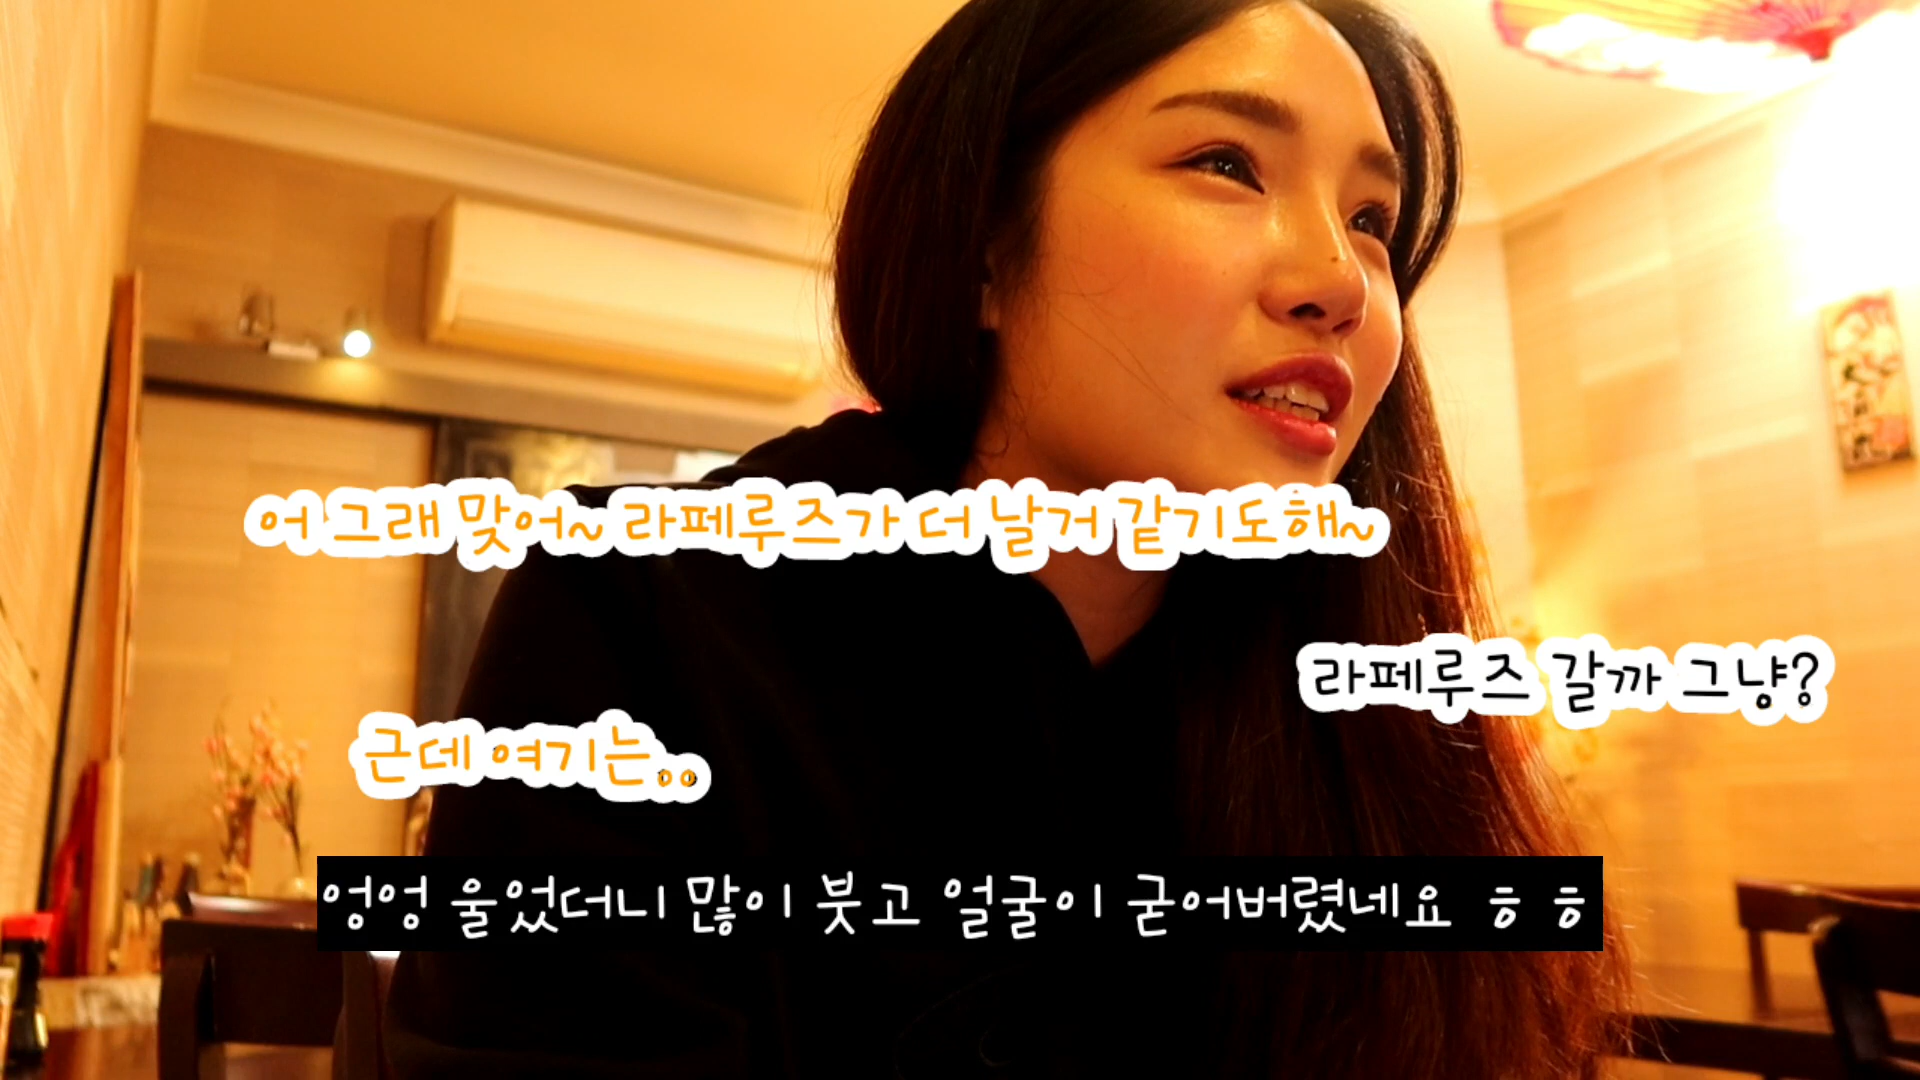 어 그래 맞어~ 라페루즈가 더 날거 같기도해~
라페루즈 갈까 그냥?
근데 여기는..
엉엉 울었더니 많이 붓고 얼굴이 굳어버렸네요 ㅎㅎ